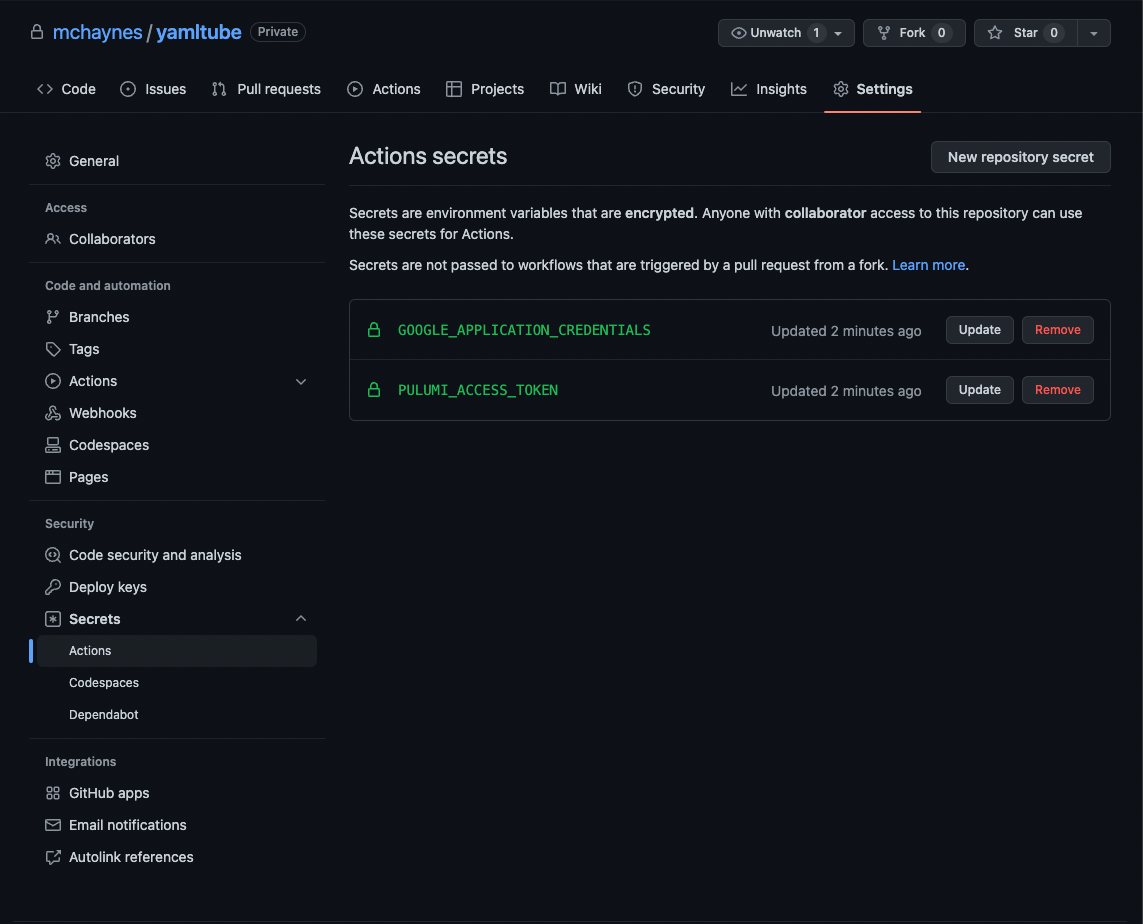 mchaynes / yamltube Private
Unwatch 1 Fork 0 Star 0
Code Issues Pull requests Actions Projects Wiki Security Insights Settings
General
Access
Collaborators
Code and automation
Branches
Tags
Actions
Webhooks
Codespaces
Pages
Security
Code security and analysis
Deploy keys
Secrets
Actions
Codespaces
Dependabot
Integrations
GitHub apps
Email notifications
Autolink references
Actions secrets
New repository secret
Secrets are environment variables that are encrypted. Anyone with collaborator access to this repository can use
these secrets for Actions.
Secrets are not passed to workflows that are triggered by a pull request from a fork. Learn more.
GOOGLE_APPLICATION_CREDENTIALS Updated 2 minutes ago Update Remove
PULUMI_ACCESS_TOKEN Updated 2 minutes ago Update Remove